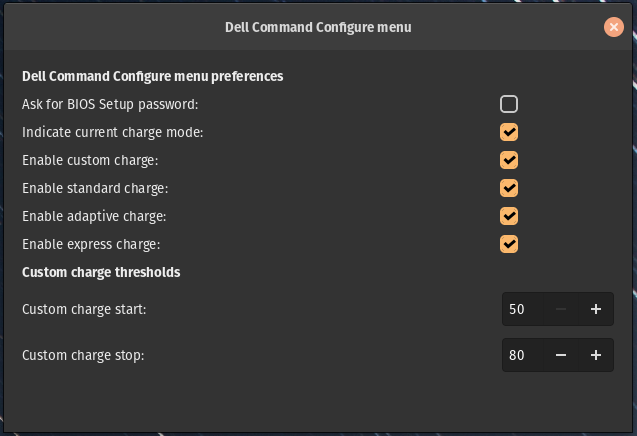 Dell Command Configure menu
Dell Command Configure menu preferences
Ask for BIOS Setup password:
Indicate current charge mode:
Enable custom charge:
Enable standard charge:
Enable adaptive charge:
Enable express charge:
Custom charge thresholds
Custom charge start: 50
Custom charge stop: 80